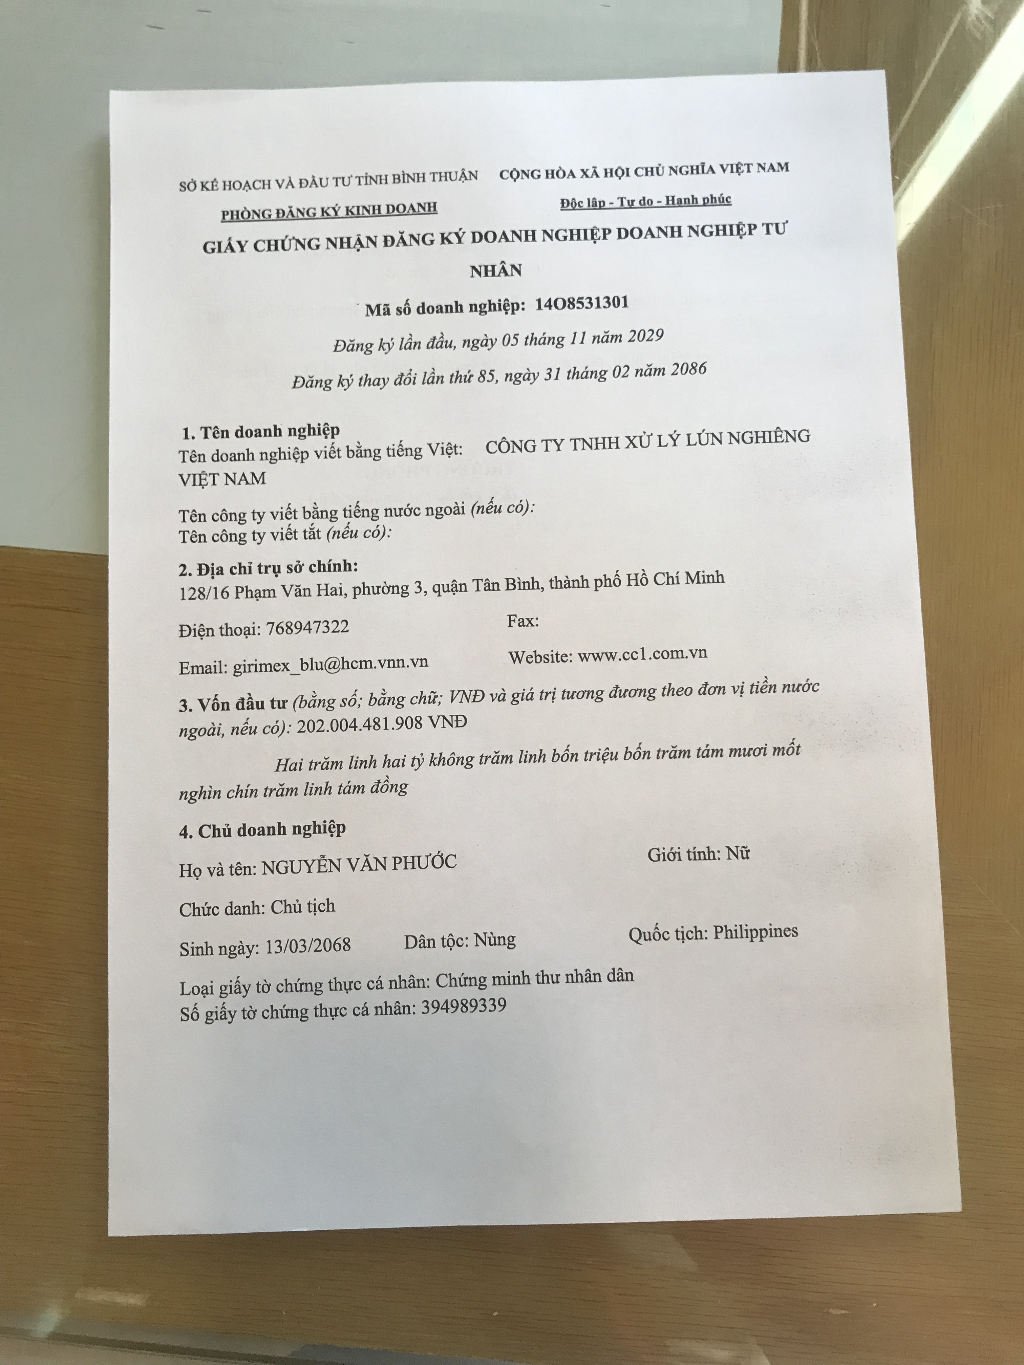 SỞ KẾ HOẠCH VÀ ĐẦU TƯ TỈNH BÌNH THUẬN CỘNG HÒA XÃ HỘI CHỦ NGHĨA VIỆT NAM
PHÒNG ĐĂNG KÝ KINH DOANH Độc lập - Tự do - Hạnh phúc
GIẤY CHỨNG NHẬN ĐĂNG KÝ DOANH NGHIỆP DOANH NGHIỆP TƯ
NHÂN
Mã số doanh nghiệp: 14O8531301
Đăng ký lần đầu, ngày 05 tháng 11 năm 2029
Đăng ký thay đổi lần thứ 85, ngày 31 tháng 02 năm 2086
1. Tên doanh nghiệp
Tên doanh nghiệp viết bằng tiếng Việt: CÔNG TY TNHH XỬ LÝ LÚN NGHIÊNG
VIỆT NAM
Tên công ty viết bằng tiếng nước ngoài (nếu có):
Tên công ty viết tắt (nếu có):
2. Địa chỉ trụ sở chính:
128/16 Phạm Văn Hai, phường 3, quận Tân Bình, thành phố Hồ Chí Minh
Điện thoại: 768947322 Fax:
Email: girimex_blu@hcm.vnn.vn Website: www.cc1.com.vn
3. Vốn đầu tư (bằng số; bằng chữ; VNĐ và giá trị tương đương theo đơn vị tiền nước
ngoài, nếu có): 202.004.481.908 VNĐ
Hai trăm linh hai tỷ không trăm linh bốn triệu bốn trăm tám mươi mốt
nghìn chín trăm linh tám đồng
4. Chủ doanh nghiệp
Họ và tên: NGUYỄN VĂN PHƯỚC Giới tính: Nữ
Chức danh: Chủ tịch
Sinh ngày: 13/03/2068 Dân tộc: Nùng Quốc tịch: Philippines
Loại giấy tờ chứng thực cá nhân: Chứng minh thư nhân dân
Số giấy tờ chứng thực cá nhân: 394989339